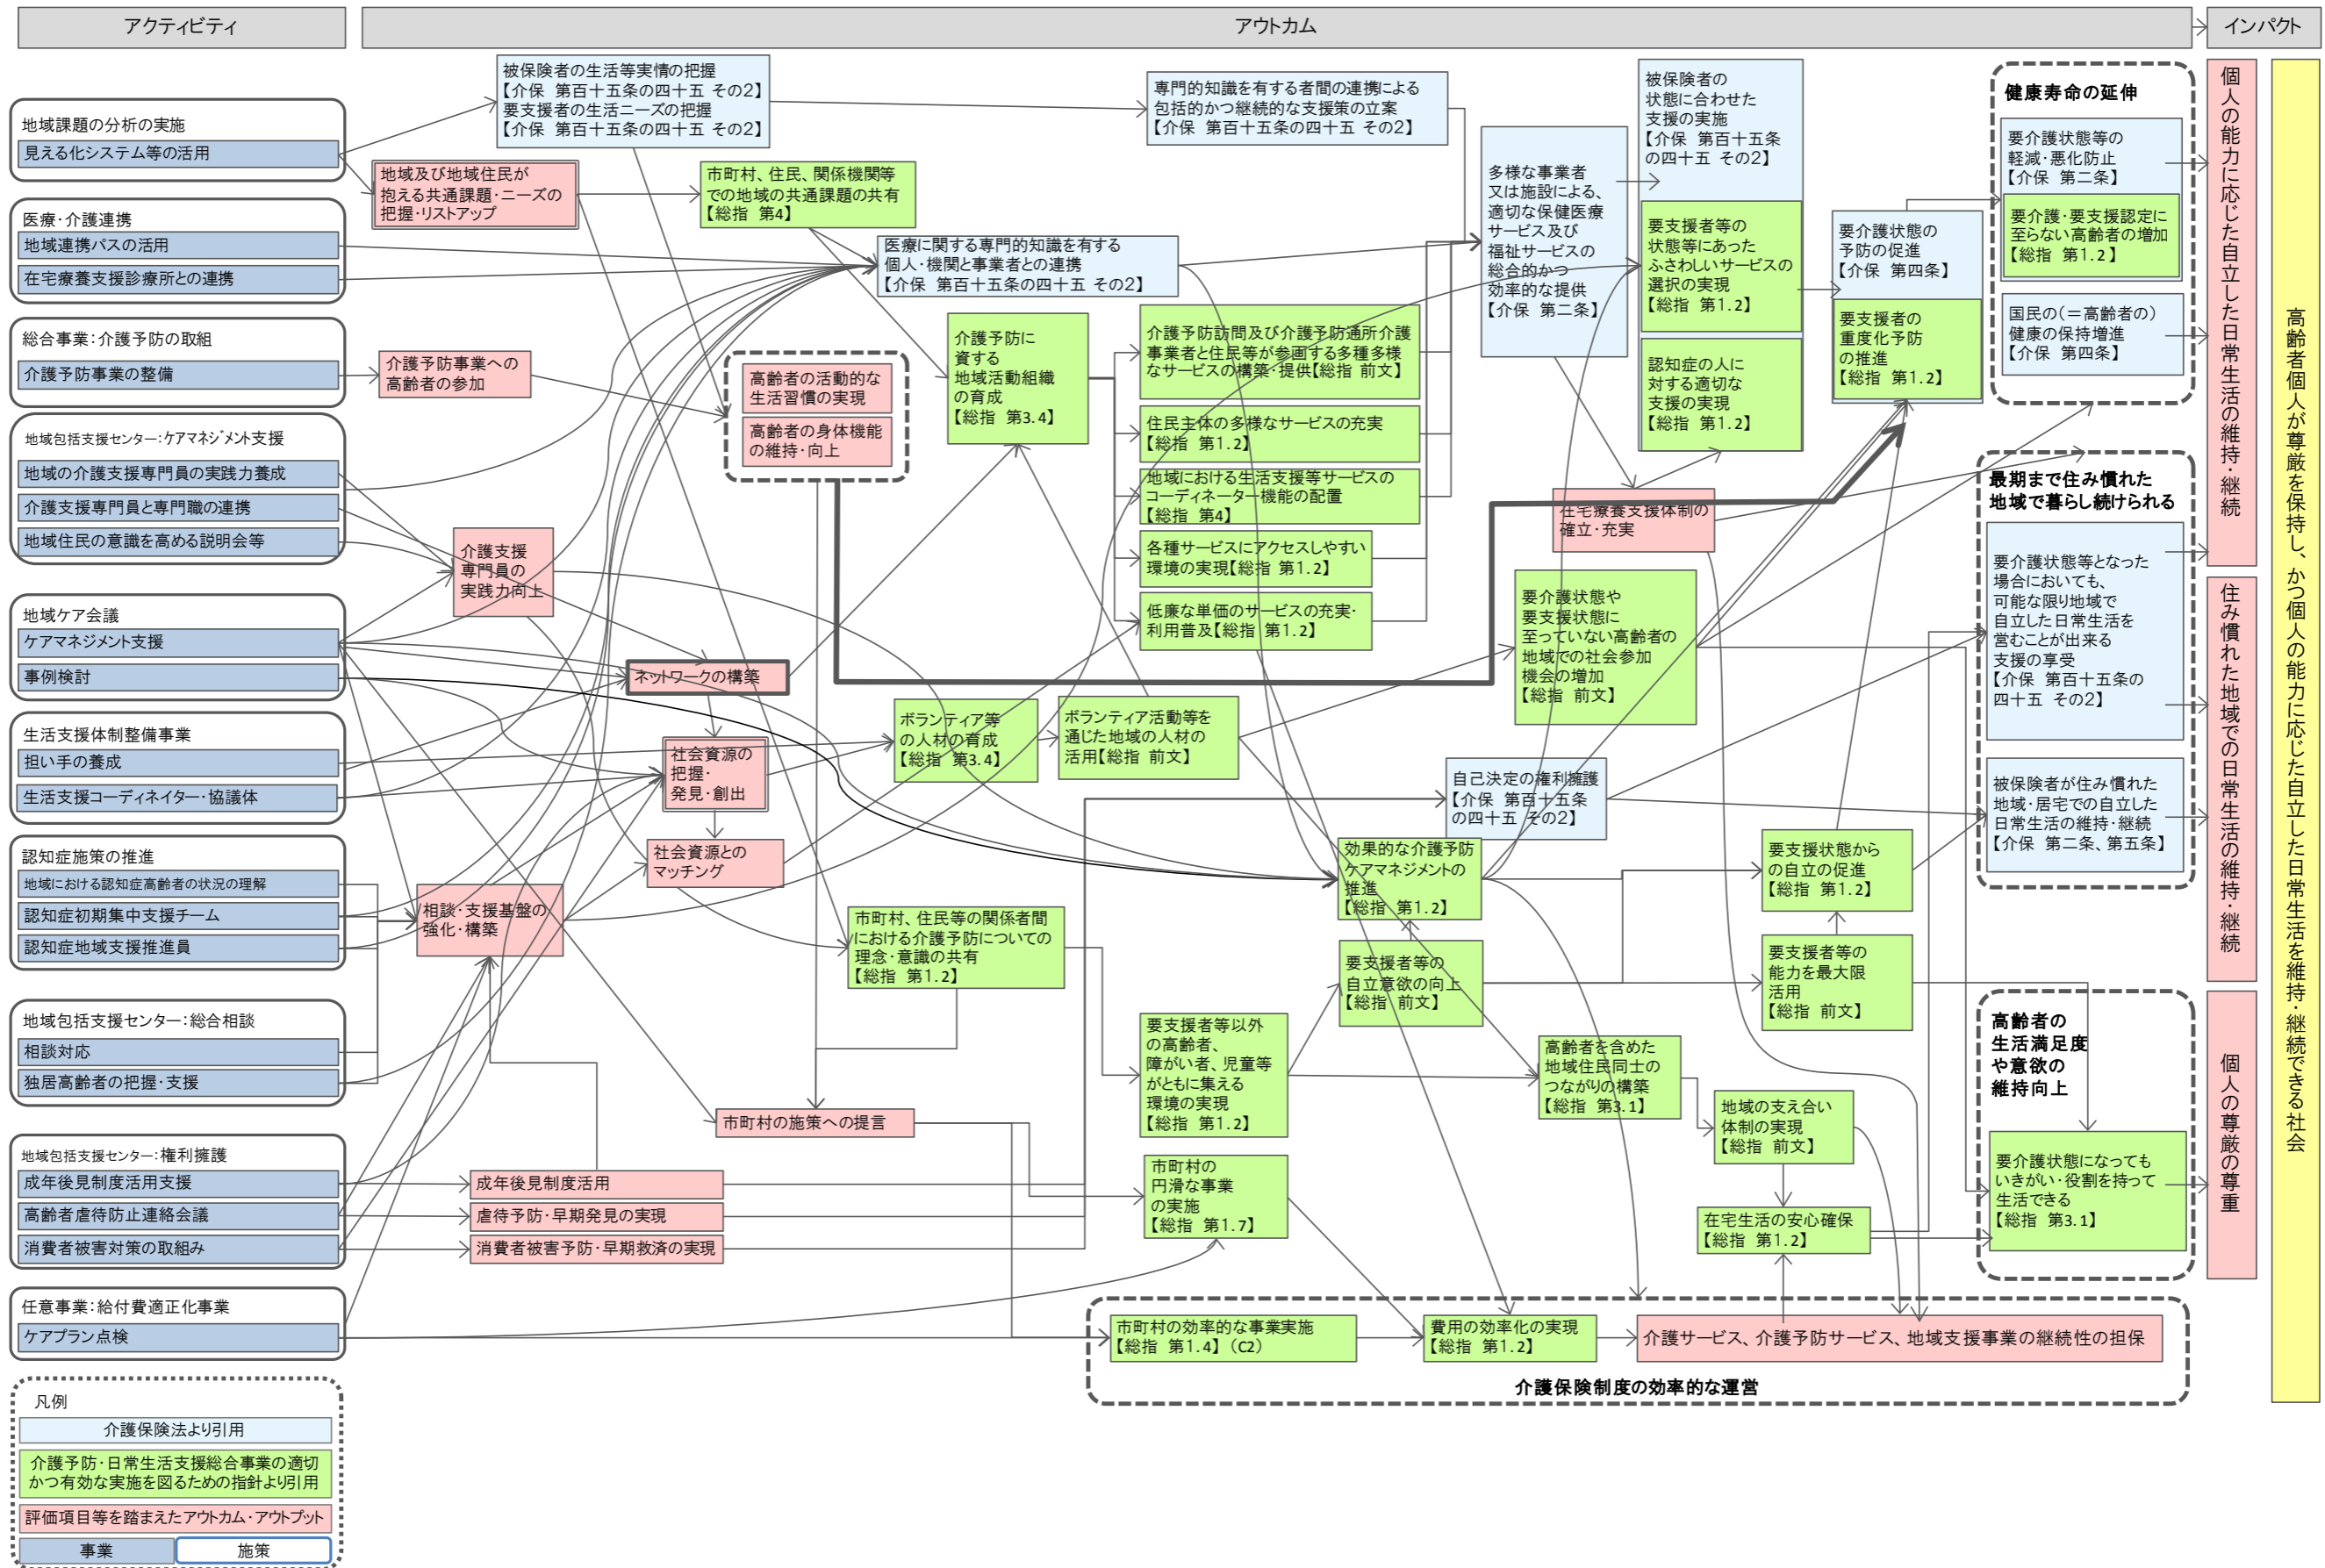 アクティビティ
アウトカム
インパクト
地域課題の分析の実施
見える化システム等の活用
医療・介護連携
地域連携パスの活用
在宅療養支援診療所との連携
総合事業：介護予防の取組
介護予防事業の整備
地域包括支援センター：ケアマネジメント支援
地域の介護支援専門員の実践力養成
介護支援専門員と専門職の連携
地域住民の意識を高める説明会等
地域ケア会議
ケアマネジメント支援
事例検討
生活支援体制整備事業
担い手の養成
生活支援コーディネイター・協議体
認知症施策の推進
地域における認知症高齢者の状況の理解
認知症初期集中支援チーム
認知症地域支援推進員
地域包括支援センター：総合相談
相談対応
独居高齢者の把握・支援
地域包括支援センター：権利擁護
成年後見制度活用支援
高齢者虐待防止連絡会議
消費者被害対策の取組み
任意事業：給付費適正化事業
ケアプラン点検
凡例
介護保険法より引用
介護予防・日常生活支援総合事業の適切
かつ有効な実施を図るための指針より引用
評価項目等を踏まえたアウトカム・アウトプット
事業
施策
被保険者の生活等実情の把握
【介保 第百十五条の四十五 その2】
要支援者の生活ニーズの把握
【介保 第百十五条の四十五 その2】
地域及び地域住民が
抱える共通課題・ニーズの
把握・リストアップ
市町村、住民、関係機関等
での地域の共通課題の共有
【総指 第4】
医療に関する専門的知識を有する
個人・機関と事業者との連携
【介保 第百十五条の四十五 その2】
介護予防事業への
高齢者の参加
高齢者の活動的な
生活習慣の実現
高齢者の身体機能
の維持・向上
介護予防に
資する
地域活動組織
の育成
【総指 第3.4】
介護支援
専門員の
実践力向上
ネットワークの構築
社会資源の
把握・
発見・創出
社会資源との
マッチング
相談・支援基盤の
強化・構築
ボランティア等
の人材の育成
【総指 第3.4】
ボランティア活動等を
通じた地域の人材の
活用【総指 前文】
市町村、住民等の関係者間
における介護予防についての
理念・意識の共有
【総指 第1.2】
市町村の施策への提言
成年後見制度活用
虐待予防・早期発見の実現
消費者被害予防・早期救済の実現
専門的知識を有する者間の連携による
包括的かつ継続的な支援策の立案
【介保 第百十五条の四十五 その2】
介護予防訪問及び介護予防通所介護
事業者と住民等が参画する多種多様
なサービスの構築・提供【総指 前文】
住民主体の多様なサービスの充実
【総指 第1.2】
地域における生活支援等サービスの
コーディネーター機能の配置
【総指 第4】
各種サービスにアクセスしやすい
環境の実現【総指 第1.2】
低廉な単価のサービスの充実・
利用普及【総指 第1.2】
要支援者等以外
の高齢者、
障がい者、児童等
がともに集える
環境の実現
【総指 第1.2】
市町村の
円滑な事業
の実施
【総指 第1.7】
市町村の効率的な事業実施
【総指 第1.4】（C2）
費用の効率化の実現
【総指 第1.2】
介護サービス、介護予防サービス、地域支援事業の継続性の担保
介護保険制度の効率的な運営
多様な事業者
又は施設による、
適切な保健医療
サービス及び
福祉サービスの
総合的かつ
効率的な提供
【介保 第二条】
被保険者の
状態に合わせた
支援の実施
【介保 第百十五条
の四十五 その2】
要支援者等の
状態等にあった
ふさわしいサービスの
選択の実現
【総指 第1.2】
認知症の人に
対する適切な
支援の実現
【総指 第1.2】
在宅療養支援体制の
確立・充実
要介護状態や
要支援状態に
至っていない高齢者の
地域での社会参加
機会の増加
【総指 前文】
自己決定の権利擁護
【介保 第百十五条
の四十五 その2】
効果的な介護予防
ケアマネジメントの
推進
【総指 第1.2】
要支援者等の
自立意欲の向上
【総指 前文】
高齢者を含めた
地域住民同士の
つながりの構築
【総指 第3.1】
地域の支え合い
体制の実現
【総指 前文】
在宅生活の安心確保
【総指 第1.2】
要支援状態から
の自立の促進
【総指 第1.2】
要支援者等の
能力を最大限
活用
【総指 前文】
要介護状態の
予防の促進
【介保 第四条】
要支援者の
重度化予防
の推進
【総指 第1.2】
健康寿命の延伸
要介護状態等の
軽減・悪化防止
【介保 第二条】
要介護・要支援認定に
至らない高齢者の増加
【総指 第1.2】
国民の（＝高齢者の）
健康の保持増進
【介保 第四条】
最期まで住み慣れた
地域で暮らし続けられる
要介護状態等となった
場合においても、
可能な限り地域で
自立した日常生活を
営むことが出来る
支援の享受
【介保 第百十五条の
四十五 その2】
被保険者が住み慣れた
地域・居宅での自立した
日常生活の維持・継続
【介保 第二条、第五条】
高齢者の
生活満足度
や意欲の
維持向上
要介護状態になっても
いきがい・役割を持って
生活できる
【総指 第3.1】
個人の能力に応じた自立した日常生活の維持・継続
住み慣れた地域での日常生活の維持・継続
個人の尊厳の尊重
高齢者個人が尊厳を保持し、かつ個人の能力に応じた自立した日常生活を維持・継続できる社会